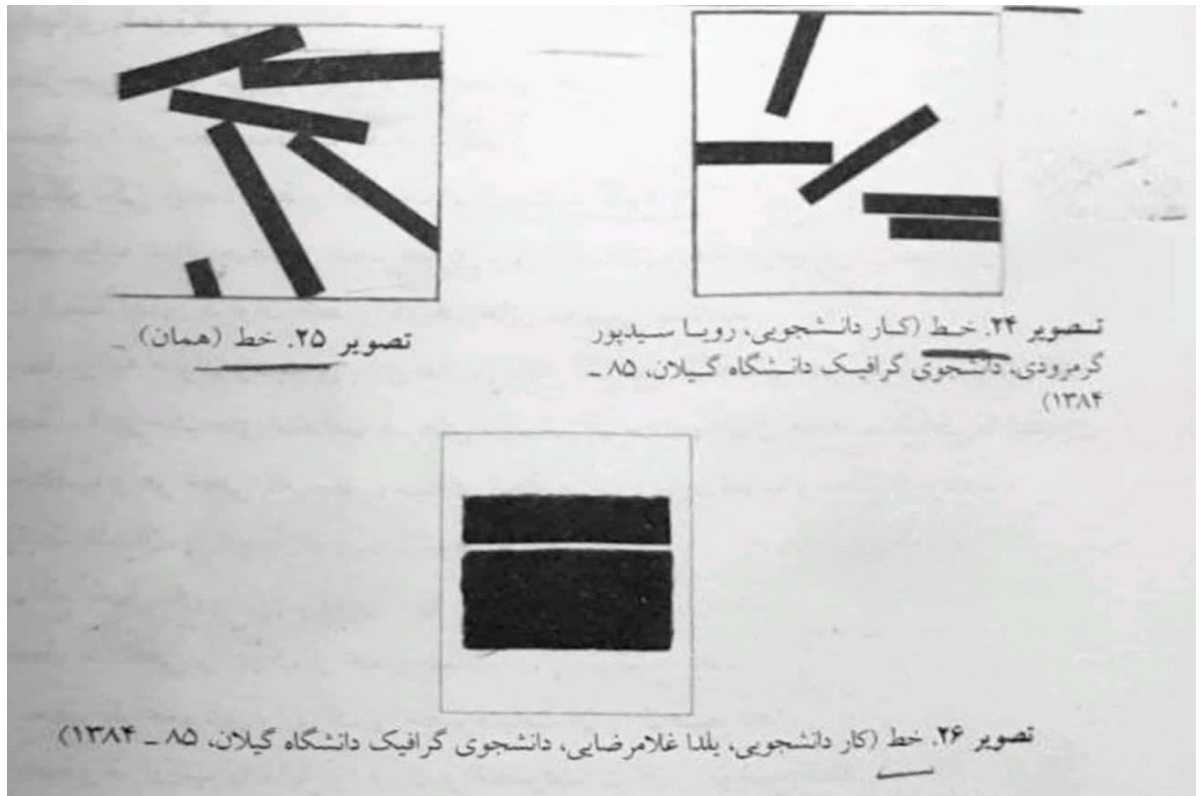 تصویر ۲۴. خط (کار دانشجویی، رویا سیدپور
گرمرودی، دانشجوی گرافیک دانشگاه گیلان، ۸۵ ـ
۱۳۸۴)
تصویر ۲۵. خط (همان)
تصویر ۲۶. خط (کار دانشجویی، یلدا غلامرضایی، دانشجوی گرافیک دانشگاه گیلان، ۸۵ ـ ۱۳۸۴)